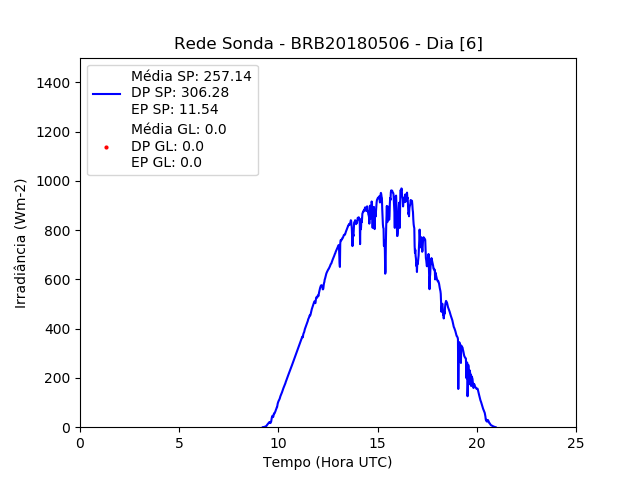 Rede Sonda - BRB20180506 - Dia [6]
Média SP: 257.14
DP SP: 306.28
EP SP: 11.54
Média GL: 0.0
DP GL: 0.0
EP GL: 0.0
Irradiância (Wm-2)
1400
1200
1000
800
600
400
200
0
0 5 10 15 20 25
Tempo (Hora UTC)